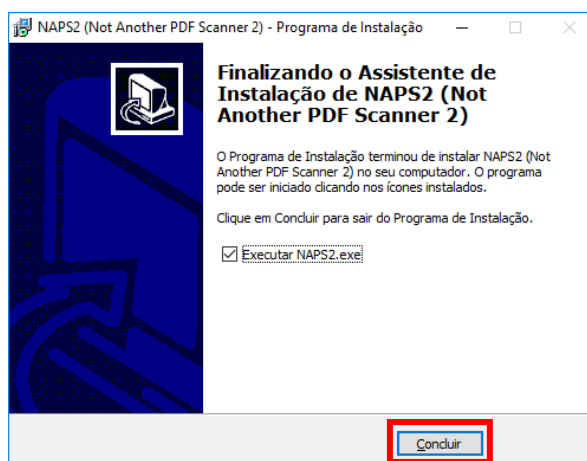 NAPS2 (Not Another PDF Scanner 2) - Programa de Instalação
Finalizando o Assistente de
Instalação de NAPS2 (Not
Another PDF Scanner 2)
O Programa de Instalação terminou de instalar NAPS2 (Not
Another PDF Scanner 2) no seu computador. O programa
pode ser iniciado clicando nos ícones instalados.
Clique em Concluir para sair do Programa de Instalação.
Executar NAPS2.exe
Concluir